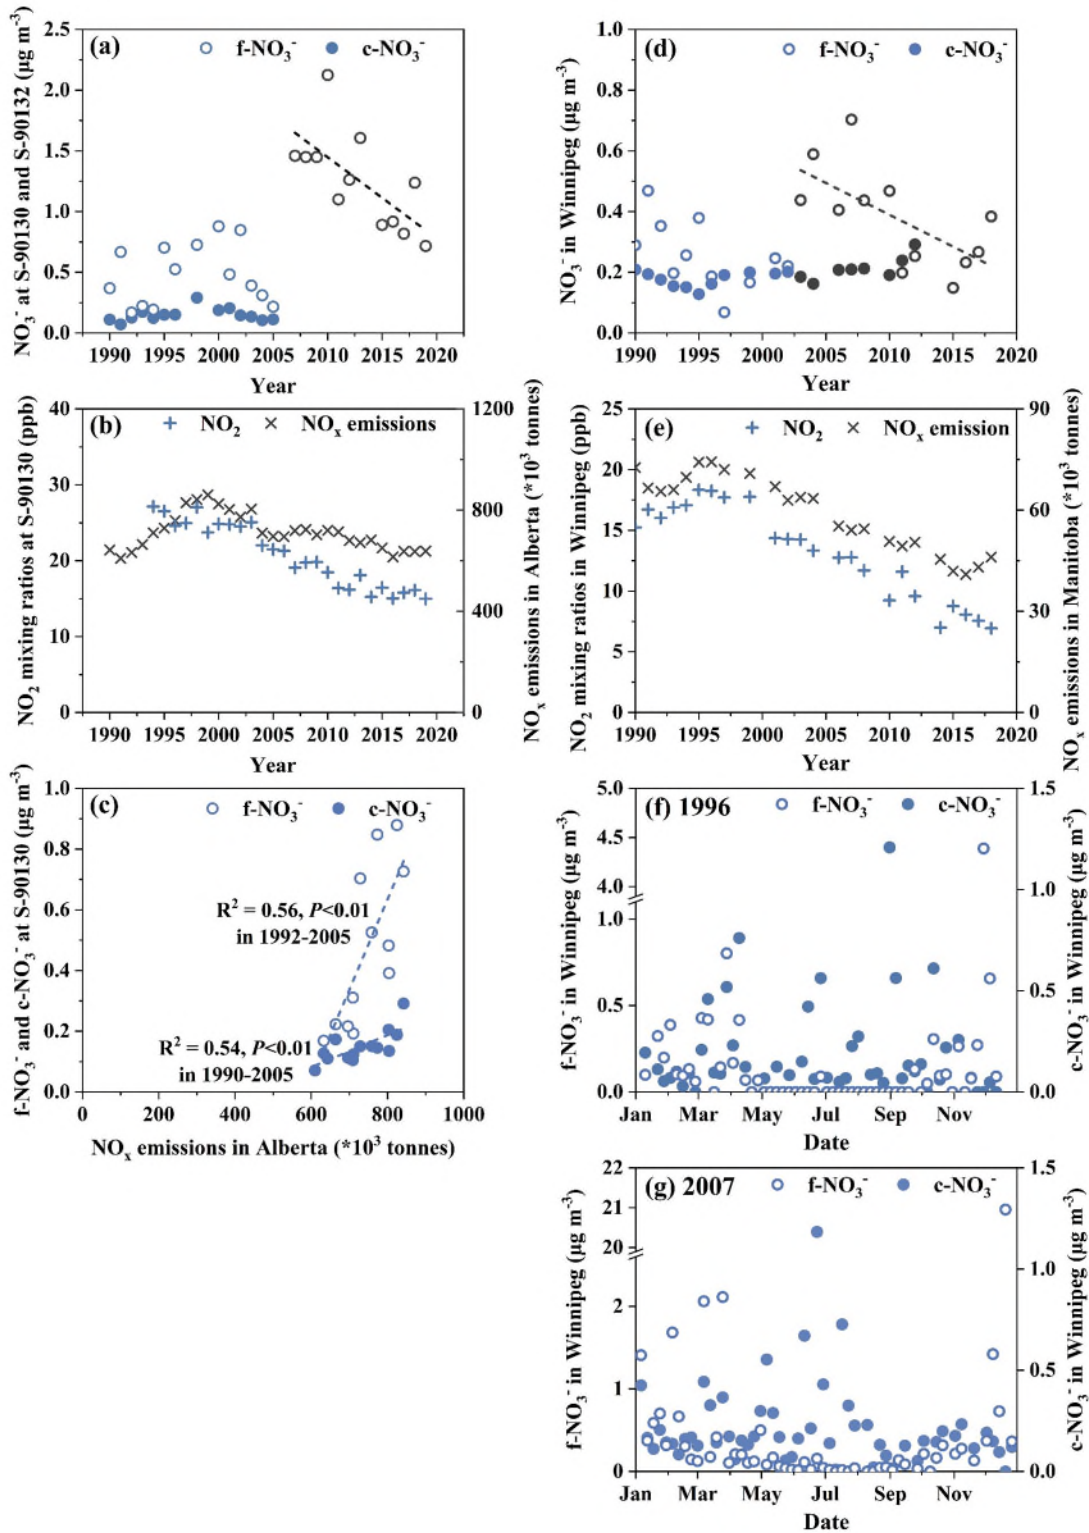 (a) f-NO₃⁻ c-NO₃⁻
NO₃⁻ at S-90130 and S-90132 (µg m⁻³)
2.5
2.0
1.5
1.0
0.5
0.0
1990 1995 2000 2005 2010 2015 2020
Year
(d) f-NO₃⁻ c-NO₃⁻
NO₃⁻ in Winnipeg (µg m⁻³)
1.0
0.8
0.6
0.4
0.2
0.0
1990 1995 2000 2005 2010 2015 2020
Year
(b) NO₂ NOₓ emissions
NO₂ mixing ratios at S-90130 (ppb)
40
30
20
10
0
1200
800
400
0
NOₓ emissions in Alberta (*10³ tonnes)
1990 1995 2000 2005 2010 2015 2020
Year
(e) NO₂ NOₓ emission
NO₂ mixing ratios in Winnipeg (ppb)
25
20
15
10
5
0
90
60
30
0
NOₓ emissions in Manitoba (*10³ tonnes)
1990 1995 2000 2005 2010 2015 2020
Year
(c) f-NO₃⁻ c-NO₃⁻
f-NO₃⁻ and c-NO₃⁻ at S-90130 (µg m⁻³)
1.0
0.8
0.6
0.4
0.2
0.0
R² = 0.56, P<0.01
in 1992-2005
R² = 0.54, P<0.01
in 1990-2005
0 200 400 600 800 1000
NOₓ emissions in Alberta (*10³ tonnes)
(f) 1996 f-NO₃⁻ c-NO₃⁻
f-NO₃⁻ in Winnipeg (µg m⁻³)
5.0
4.5
4.0
1.0
0.5
0.0
1.5
1.0
0.5
0.0
c-NO₃⁻ in Winnipeg (µg m⁻³)
Jan Mar May Jul Sep Nov
Date
(g) 2007 f-NO₃⁻ c-NO₃⁻
f-NO₃⁻ in Winnipeg (µg m⁻³)
22
21
20
2
1
0
1.5
1.0
0.5
0.0
c-NO₃⁻ in Winnipeg (µg m⁻³)
Jan Mar May Jul Sep Nov
Date